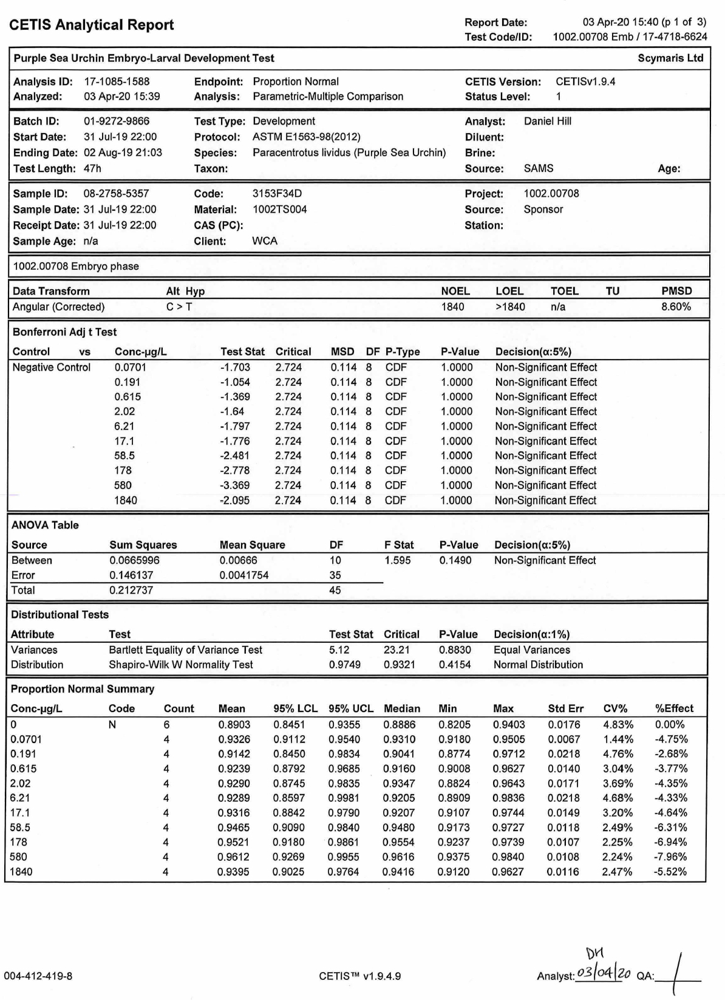 CETIS Analytical Report
Report Date: 03 Apr-20 15:40 (p 1 of 3)
Test Code/ID: 1002.00708 Emb / 17-4718-6624
Purple Sea Urchin Embryo-Larval Development Test Scymaris Ltd
Analysis ID: 17-1085-1588 Endpoint: Proportion Normal CETIS Version: CETISv1.9.4
Analyzed: 03 Apr-20 15:39 Analysis: Parametric-Multiple Comparison Status Level: 1
Batch ID: 01-9272-9866 Test Type: Development Analyst: Daniel Hill
Start Date: 31 Jul-19 22:00 Protocol: ASTM E1563-98(2012) Diluent:
Ending Date: 02 Aug-19 21:03 Species: Paracentrotus lividus (Purple Sea Urchin) Brine:
Test Length: 47h Taxon: Source: SAMS Age:
Sample ID: 08-2758-5357 Code: 3153F34D Project: 1002.00708
Sample Date: 31 Jul-19 22:00 Material: 1002TS004 Source: Sponsor
Receipt Date: 31 Jul-19 22:00 CAS (PC): Station:
Sample Age: n/a Client: WCA
1002.00708 Embryo phase
Data Transform Alt Hyp NOEL LOEL TOEL TU PMSD
Angular (Corrected) C > T 1840 >1840 n/a 8.60%
Bonferroni Adj t Test
Control vs Conc-µg/L Test Stat Critical MSD DF P-Type P-Value Decision(α:5%)
Negative Control 0.0701 -1.703 2.724 0.114 8 CDF 1.0000 Non-Significant Effect
0.191 -1.054 2.724 0.114 8 CDF 1.0000 Non-Significant Effect
0.615 -1.369 2.724 0.114 8 CDF 1.0000 Non-Significant Effect
2.02 -1.64 2.724 0.114 8 CDF 1.0000 Non-Significant Effect
6.21 -1.797 2.724 0.114 8 CDF 1.0000 Non-Significant Effect
17.1 -1.776 2.724 0.114 8 CDF 1.0000 Non-Significant Effect
58.5 -2.481 2.724 0.114 8 CDF 1.0000 Non-Significant Effect
178 -2.778 2.724 0.114 8 CDF 1.0000 Non-Significant Effect
580 -3.369 2.724 0.114 8 CDF 1.0000 Non-Significant Effect
1840 -2.095 2.724 0.114 8 CDF 1.0000 Non-Significant Effect
ANOVA Table
Source Sum Squares Mean Square DF F Stat P-Value Decision(α:5%)
Between 0.0665996 0.00666 10 1.595 0.1490 Non-Significant Effect
Error 0.146137 0.0041754 35
Total 0.212737 45
Distributional Tests
Attribute Test Test Stat Critical P-Value Decision(α:1%)
Variances Bartlett Equality of Variance Test 5.12 23.21 0.8830 Equal Variances
Distribution Shapiro-Wilk W Normality Test 0.9749 0.9321 0.4154 Normal Distribution
Proportion Normal Summary
Conc-µg/L Code Count Mean 95% LCL 95% UCL Median Min Max Std Err CV% %Effect
0 N 6 0.8903 0.8451 0.9355 0.8886 0.8205 0.9403 0.0176 4.83% 0.00%
0.0701 4 0.9326 0.9112 0.9540 0.9310 0.9180 0.9505 0.0067 1.44% -4.75%
0.191 4 0.9142 0.8450 0.9834 0.9041 0.8774 0.9712 0.0218 4.76% -2.68%
0.615 4 0.9239 0.8792 0.9685 0.9160 0.9008 0.9627 0.0140 3.04% -3.77%
2.02 4 0.9290 0.8745 0.9835 0.9347 0.8824 0.9643 0.0171 3.69% -4.35%
6.21 4 0.9289 0.8597 0.9981 0.9205 0.8909 0.9836 0.0218 4.68% -4.33%
17.1 4 0.9316 0.8842 0.9790 0.9207 0.9107 0.9744 0.0149 3.20% -4.64%
58.5 4 0.9465 0.9090 0.9840 0.9480 0.9173 0.9727 0.0118 2.49% -6.31%
178 4 0.9521 0.9180 0.9861 0.9554 0.9237 0.9739 0.0107 2.25% -6.94%
580 4 0.9612 0.9269 0.9955 0.9616 0.9375 0.9840 0.0108 2.24% -7.96%
1840 4 0.9395 0.9025 0.9764 0.9416 0.9120 0.9627 0.0116 2.47% -5.52%
DH
004-412-419-8 CETIS™ v1.9.4.9 Analyst: 03/04/20 QA: